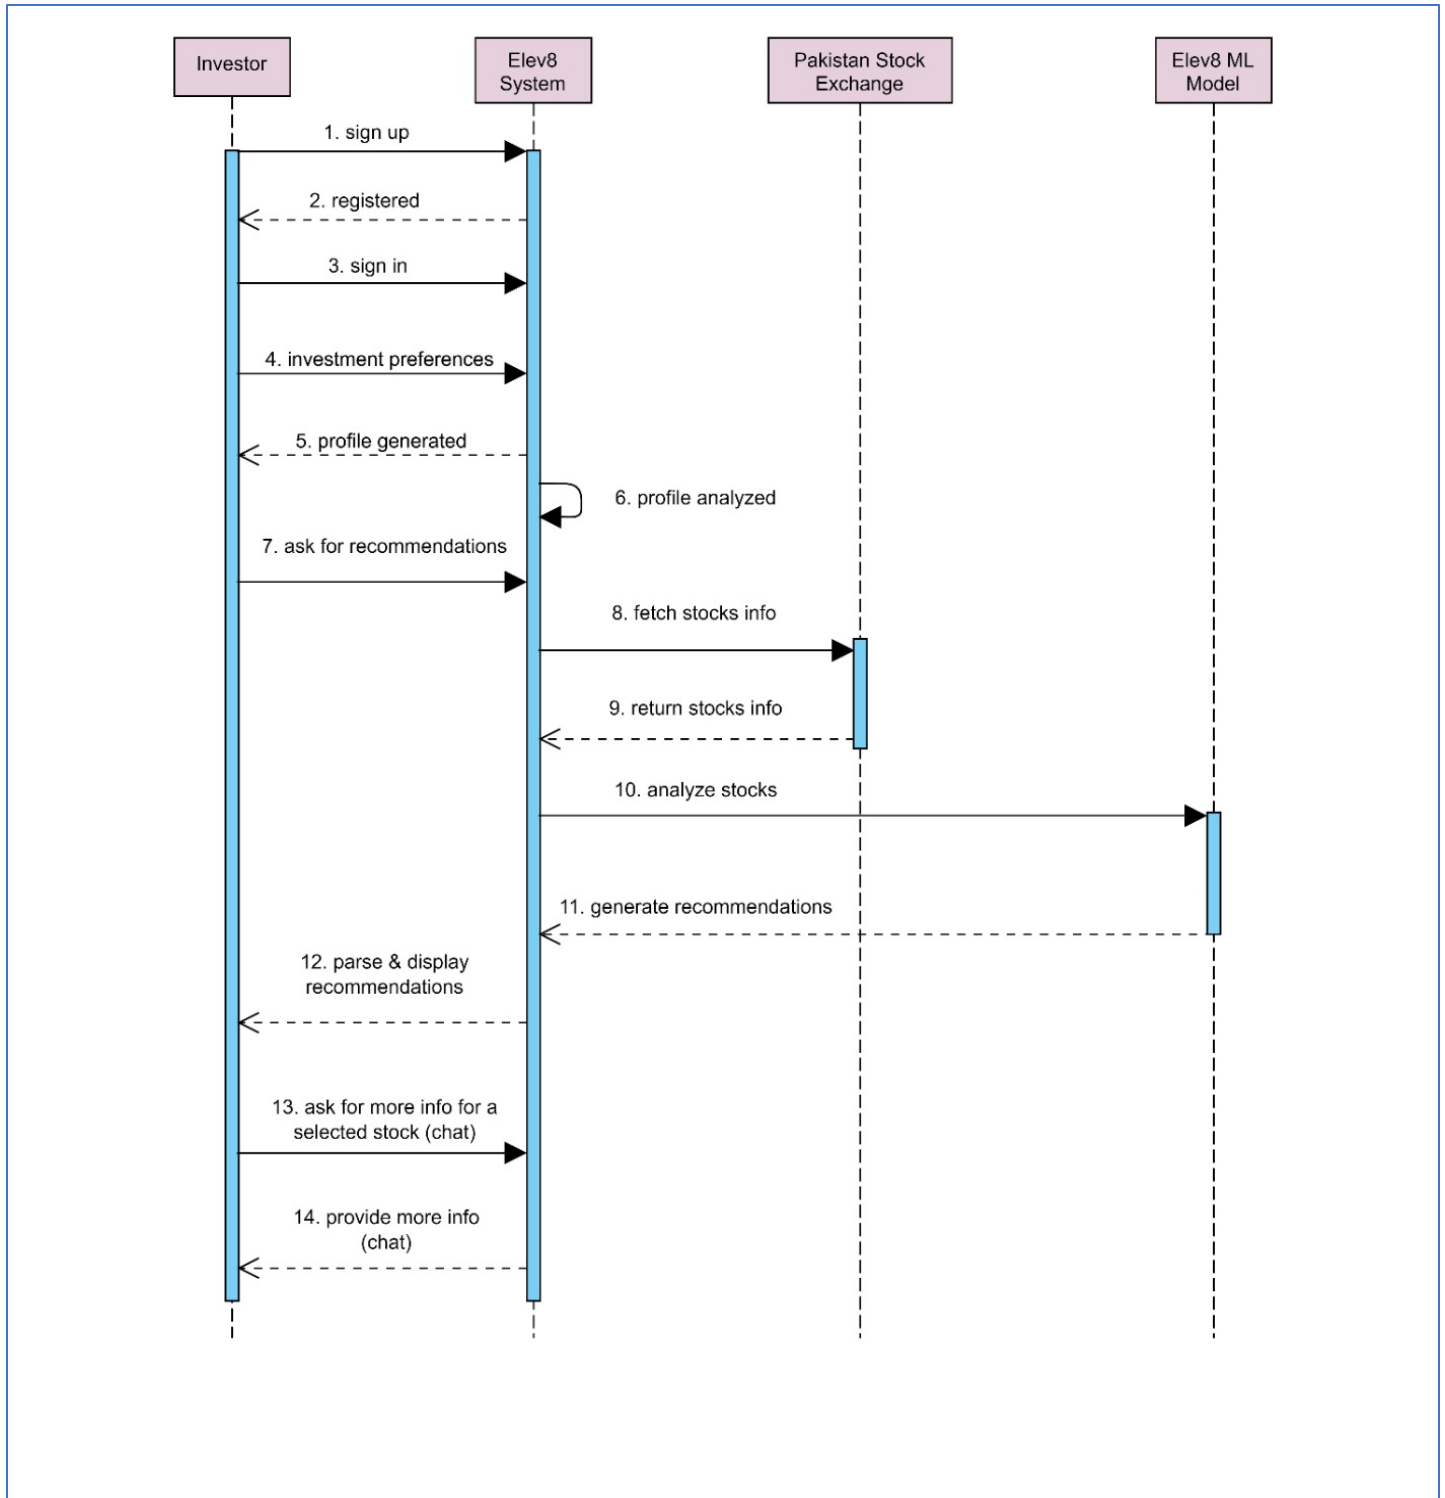 Investor
Elev8
System
Pakistan Stock
Exchange
Elev8 ML
Model
1. sign up
2. registered
3. sign in
4. investment preferences
5. profile generated
6. profile analyzed
7. ask for recommendations
8. fetch stocks info
9. return stocks info
10. analyze stocks
11. generate recommendations
12. parse & display
recommendations
13. ask for more info for a
selected stock (chat)
14. provide more info
(chat)